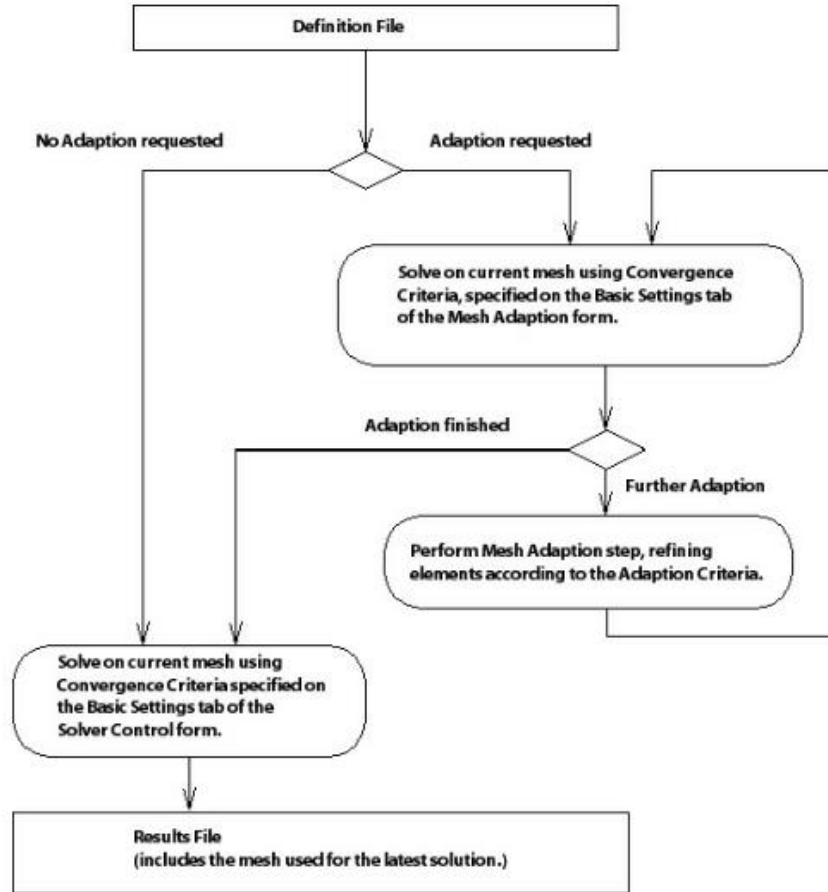 Definition File
No Adaption requested
Adaption requested
Solve on current mesh using Convergence
Criteria, specified on the Basic Settings tab
of the Mesh Adaption form.
Adaption finished
Further Adaption
Perform Mesh Adaption step, refining
elements according to the Adaption Criteria.
Solve on current mesh using
Convergence Criteria specified on
the Basic Settings tab of the
Solver Control form.
Results File
(includes the mesh used for the latest solution.)